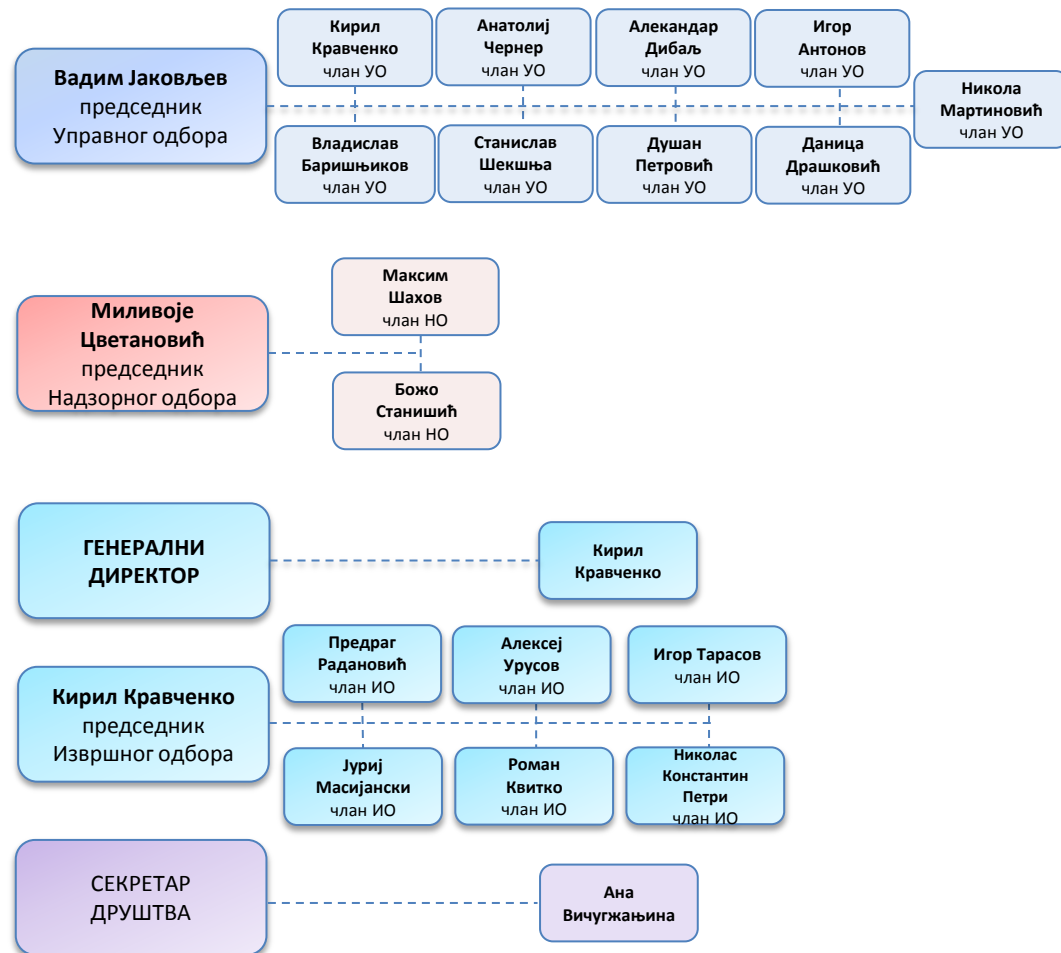 Вадим Јаковљев
председник
Управног одбора
Кирил
Кравченко
члан УО
Анатолиј
Чернер
члан УО
Алекандар
Дибаљ
члан УО
Игор
Антонов
члан УО
Никола
Мартиновић
члан УО
Владислав
Баришњиков
члан УО
Станислав
Шекшња
члан УО
Душан
Петровић
члан УО
Даница
Драшковић
члан УО
Миливоје
Цветановић
председник
Надзорног одбора
Максим
Шахов
члан НО
Божо
Станишић
члан НО
ГЕНЕРАЛНИ
ДИРЕКТОР
Кирил
Кравченко
Кирил Кравченко
председник
Извршног одбора
Предраг
Радановић
члан ИО
Алексеј
Урусов
члан ИО
Игор Тарасов
члан ИО
Јуриј
Масијански
члан ИО
Роман
Квитко
члан ИО
Николас
Константин
Петри
члан ИО
СЕКРЕТАР
ДРУШТВА
Ана
Вичугжањина